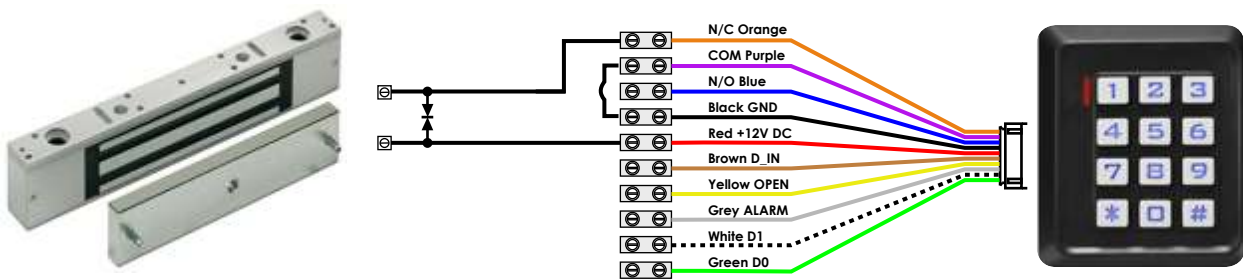 N/C Orange
COM Purple
N/O Blue
Black GND
Red +12V DC
Brown D_IN
Yellow OPEN
Grey ALARM
White D1
Green D0
1 2 3
4 5 6
7 8 9
* 0 #